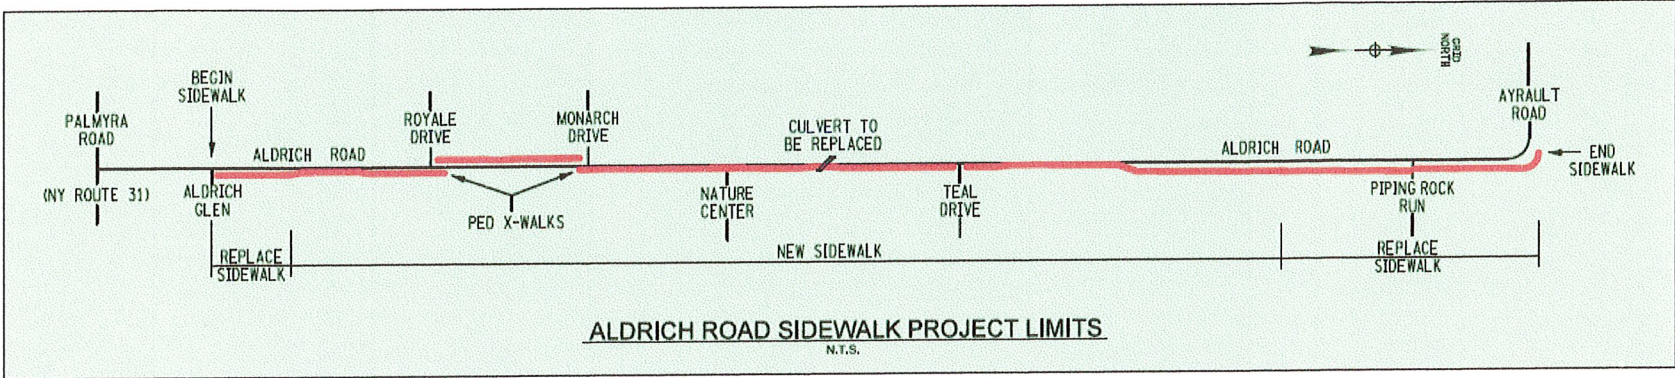 GRID
NORTH
BEGIN
SIDEWALK
PALMYRA
ROAD
ROYALE
DRIVE
MONARCH
DRIVE
CULVERT TO
BE REPLACED
AYRAULT
ROAD
ALDRICH ROAD
ALDRICH ROAD
END
SIDEWALK
(NY ROUTE 31)
ALDRICH
GLEN
PED X-WALKS
NATURE
CENTER
TEAL
DRIVE
PIPING ROCK
RUN
REPLACE
SIDEWALK
NEW SIDEWALK
REPLACE
SIDEWALK
ALDRICH ROAD SIDEWALK PROJECT LIMITS
N.T.S.